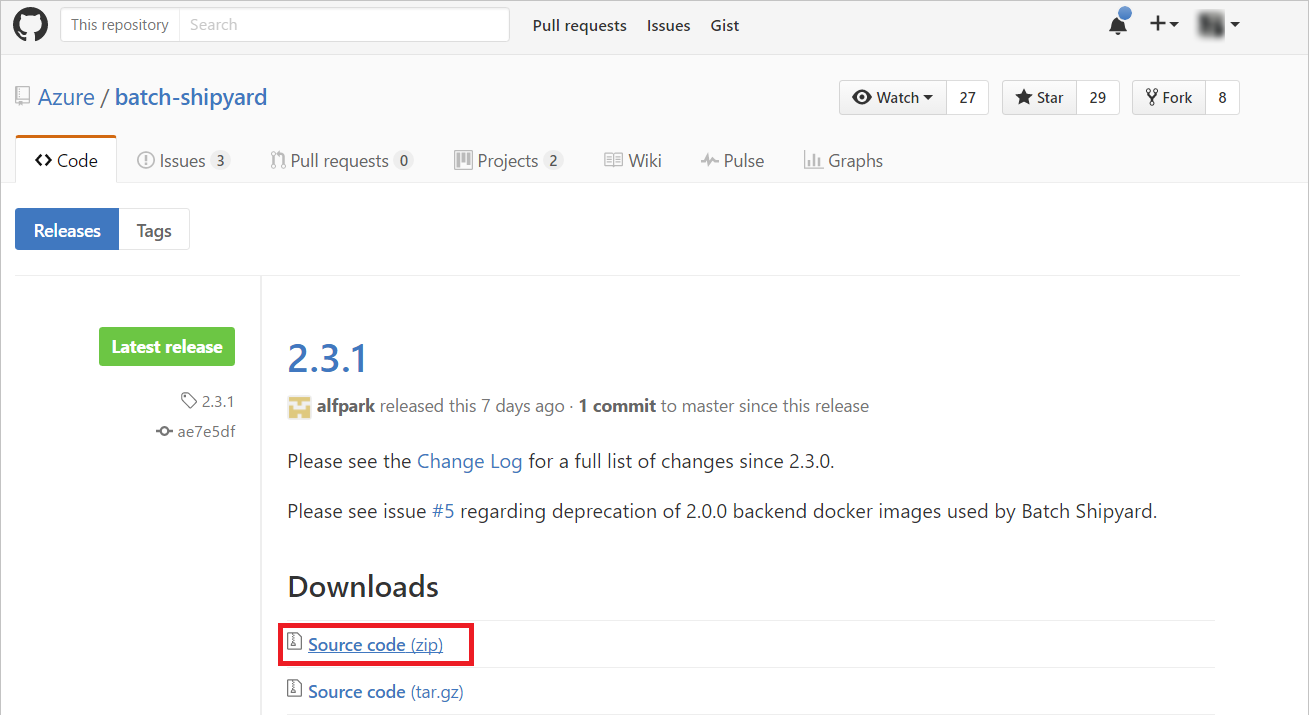 This repository Search Pull requests Issues Gist
Azure / batch-shipyard Watch 27 Star 29 Fork 8
Code Issues 3 Pull requests 0 Projects 2 Wiki Pulse Graphs
Releases Tags
Latest release
2.3.1
ae7e5df
2.3.1
alfpark released this 7 days ago · 1 commit to master since this release
Please see the Change Log for a full list of changes since 2.3.0.
Please see issue #5 regarding deprecation of 2.0.0 backend docker images used by Batch Shipyard.
Downloads
Source code (zip)
Source code (tar.gz)